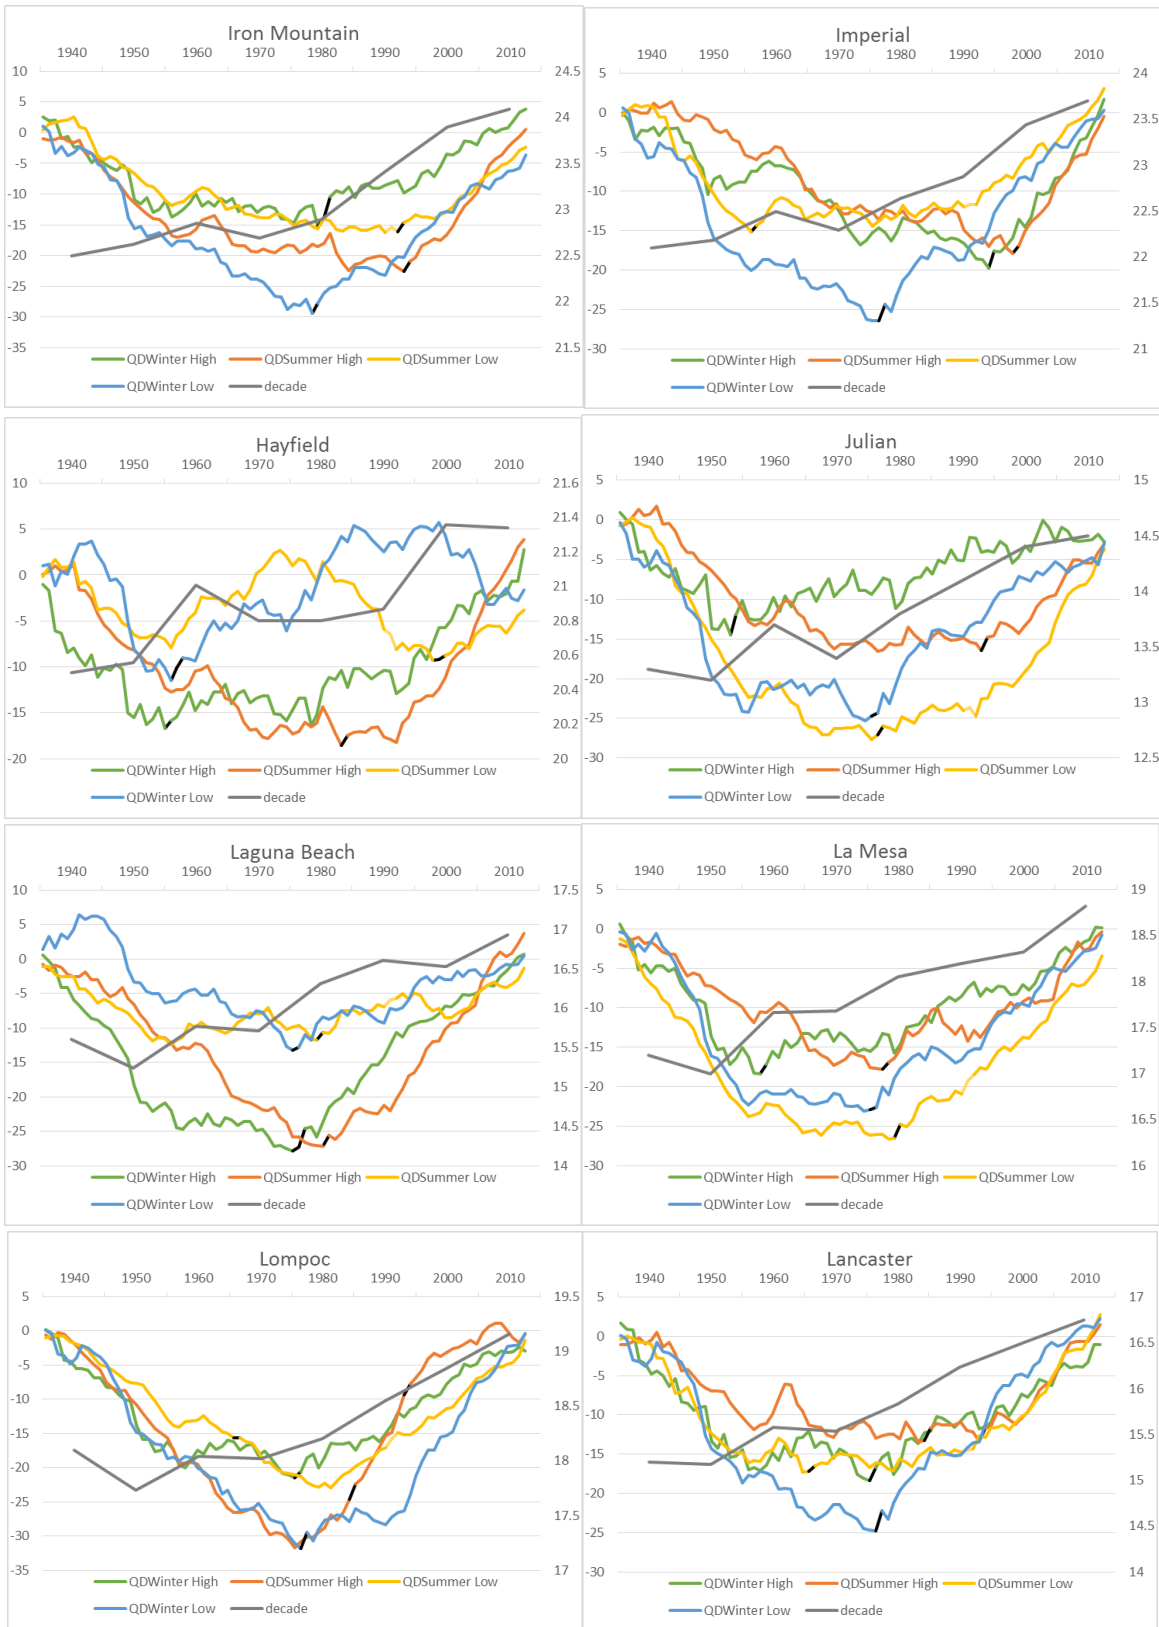 Iron Mountain
1940 1950 1960 1970 1980 1990 2000 2010
10 24.5
5 24
0
-5 23.5
-10
-15 23
-20 22.5
-25
-30 22
-35 21.5
QDWinter High QDSummer High QDSummer Low
QDWinter Low decade
Imperial
1940 1950 1960 1970 1980 1990 2000 2010
5 24
0 23.5
-5
-10 23
-15 22.5
-20 22
-25 21.5
-30 21
QDWinter High QDSummer High QDSummer Low
QDWinter Low decade
Hayfield
1940 1950 1960 1970 1980 1990 2000 2010
10 21.6
5 21.4
21.2
0 21
-5 20.8
-10 20.6
20.4
-15 20.2
-20 20
QDWinter High QDSummer High QDSummer Low
QDWinter Low decade
Julian
1940 1950 1960 1970 1980 1990 2000 2010
5 15
0 14.5
-5
-10 14
-15 13.5
-20 13
-25
-30 12.5
QDWinter High QDSummer High QDSummer Low
QDWinter Low decade
Laguna Beach
1940 1950 1960 1970 1980 1990 2000 2010
10 17.5
5 17
0 16.5
-5
-10 16
-15 15.5
-20 15
-25 14.5
-30 14
QDWinter High QDSummer High QDSummer Low
QDWinter Low decade
La Mesa
1940 1950 1960 1970 1980 1990 2000 2010
5 19
0 18.5
-5 18
-10
-15 17.5
-20 17
-25 16.5
-30 16
QDWinter High QDSummer High QDSummer Low
QDWinter Low decade
Lompoc
1940 1950 1960 1970 1980 1990 2000 2010
5 19.5
0 19
-5
-10 18.5
-15
-20 18
-25 17.5
-30
-35 17
QDWinter High QDSummer High QDSummer Low
QDWinter Low decade
Lancaster
1940 1950 1960 1970 1980 1990 2000 2010
5 17
0 16.5
-5 16
-10
-15 15.5
-20 15
-25 14.5
-30 14
QDWinter High QDSummer High QDSummer Low
QDWinter Low decade